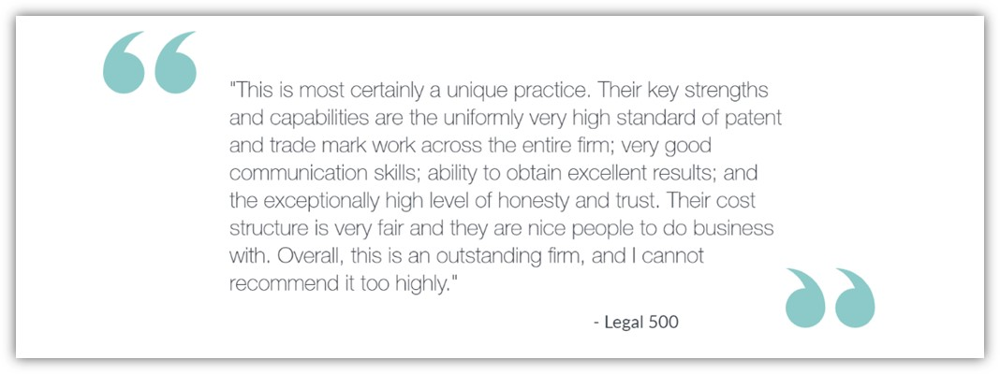 "This is most certainly a unique practice. Their key strengths
and capabilities are the uniformly very high standard of patent
and trade mark work across the entire firm; very good
communication skills; ability to obtain excellent results; and
the exceptionally high level of honesty and trust. Their cost
structure is very fair and they are nice people to do business
with. Overall, this is an outstanding firm, and I cannot
recommend it too highly."
- Legal 500